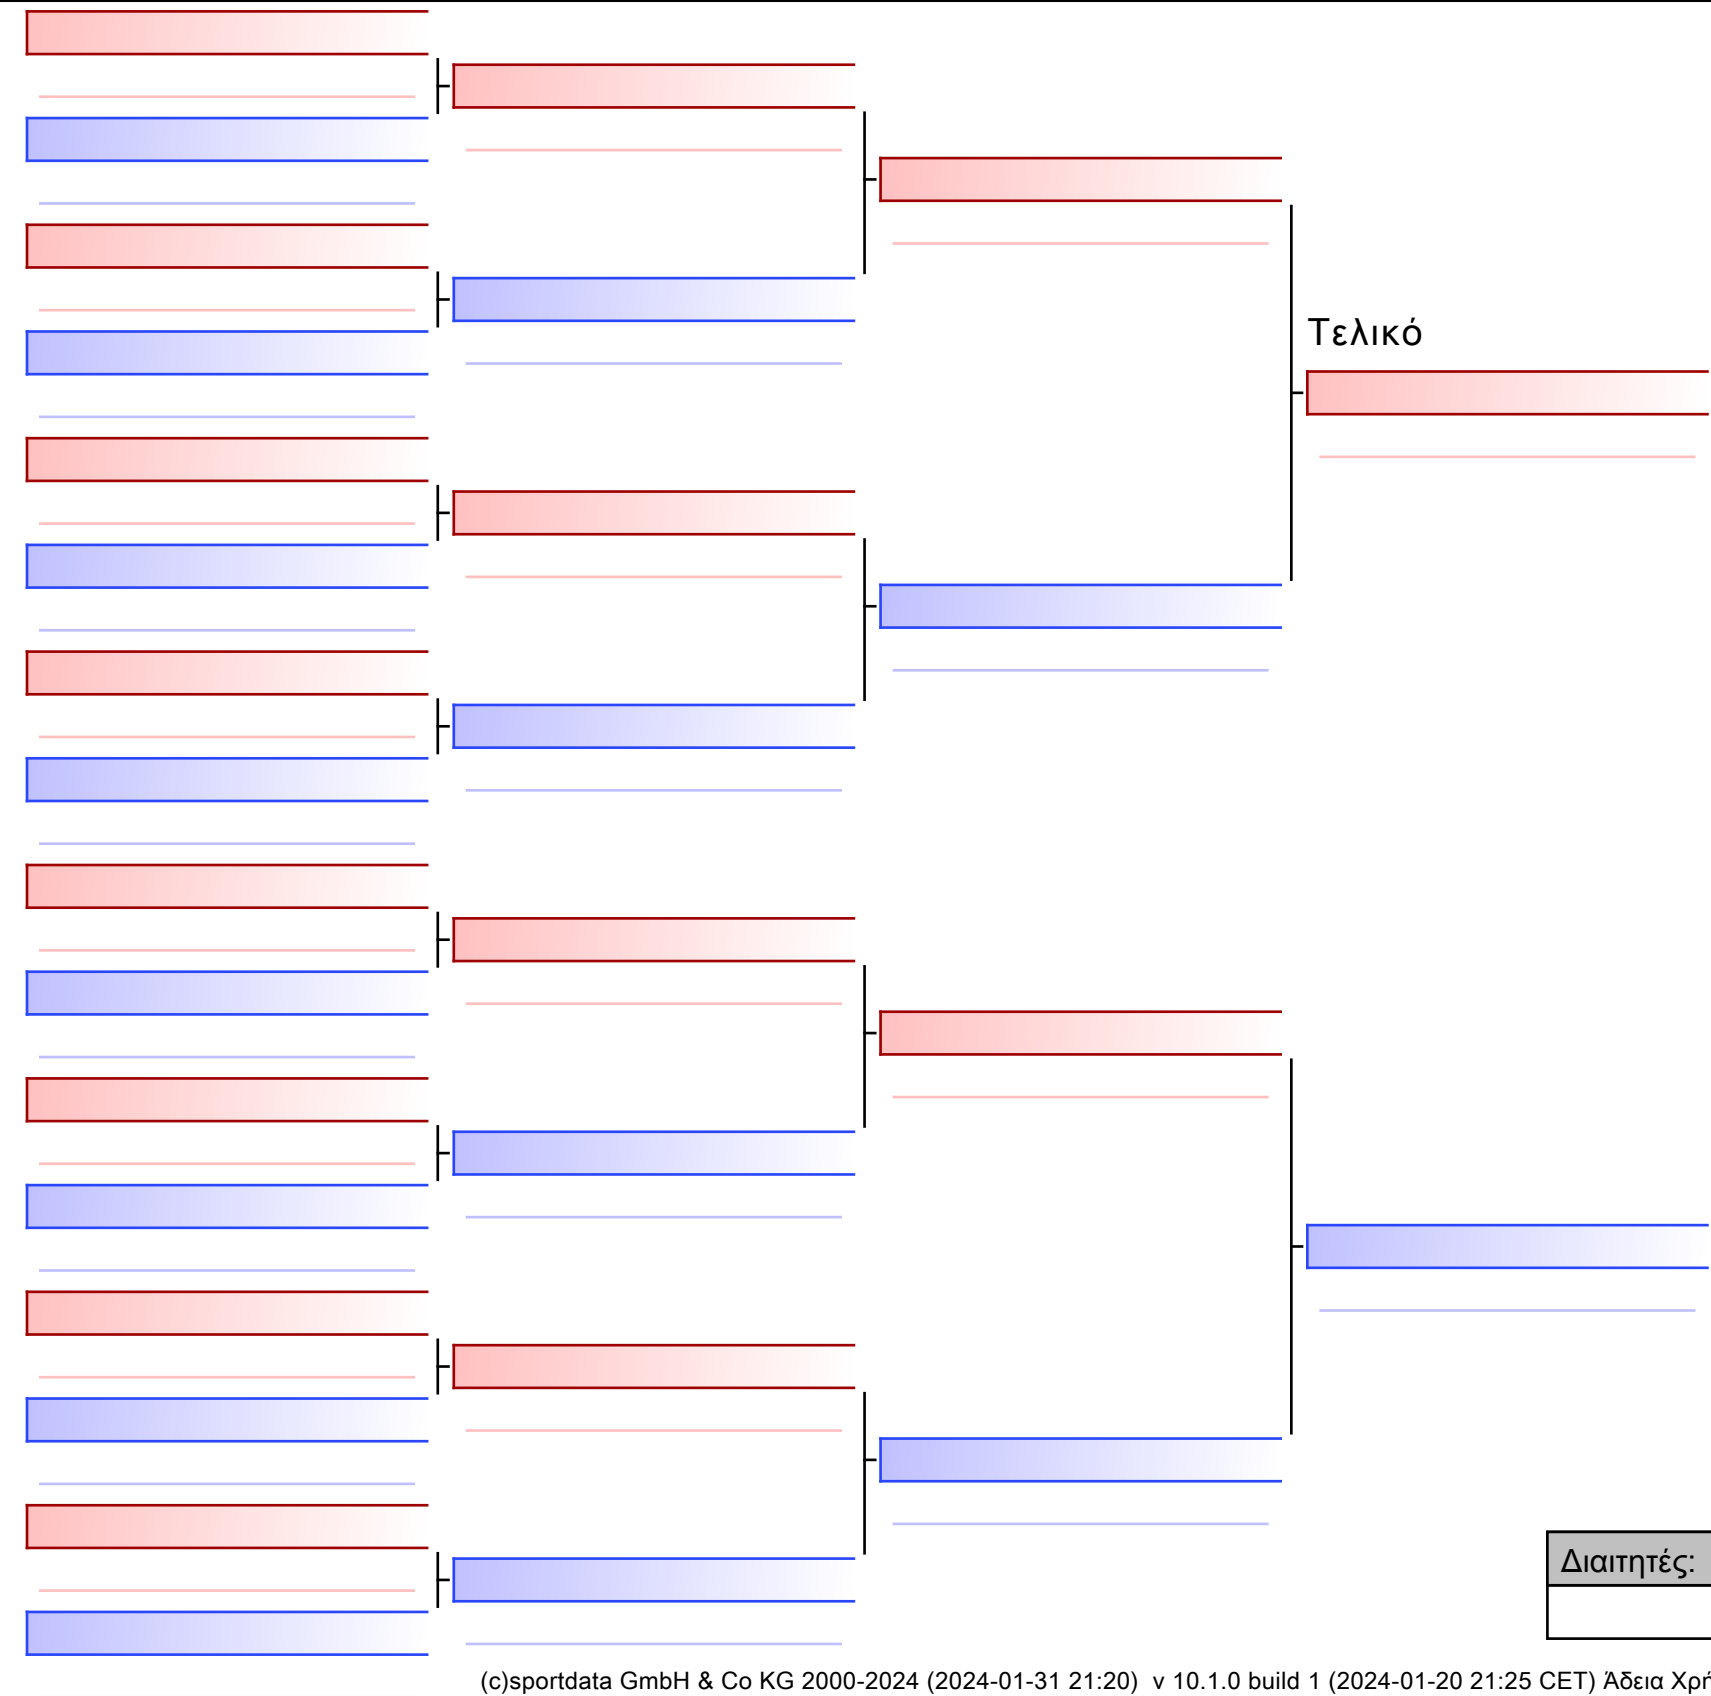 Τελικό
Διαιτητές:
(c)sportdata GmbH & Co KG 2000-2024 (2024-01-31 21:20) v 10.1.0 build 1 (2024-01-20 21:25 CET) Άδεια